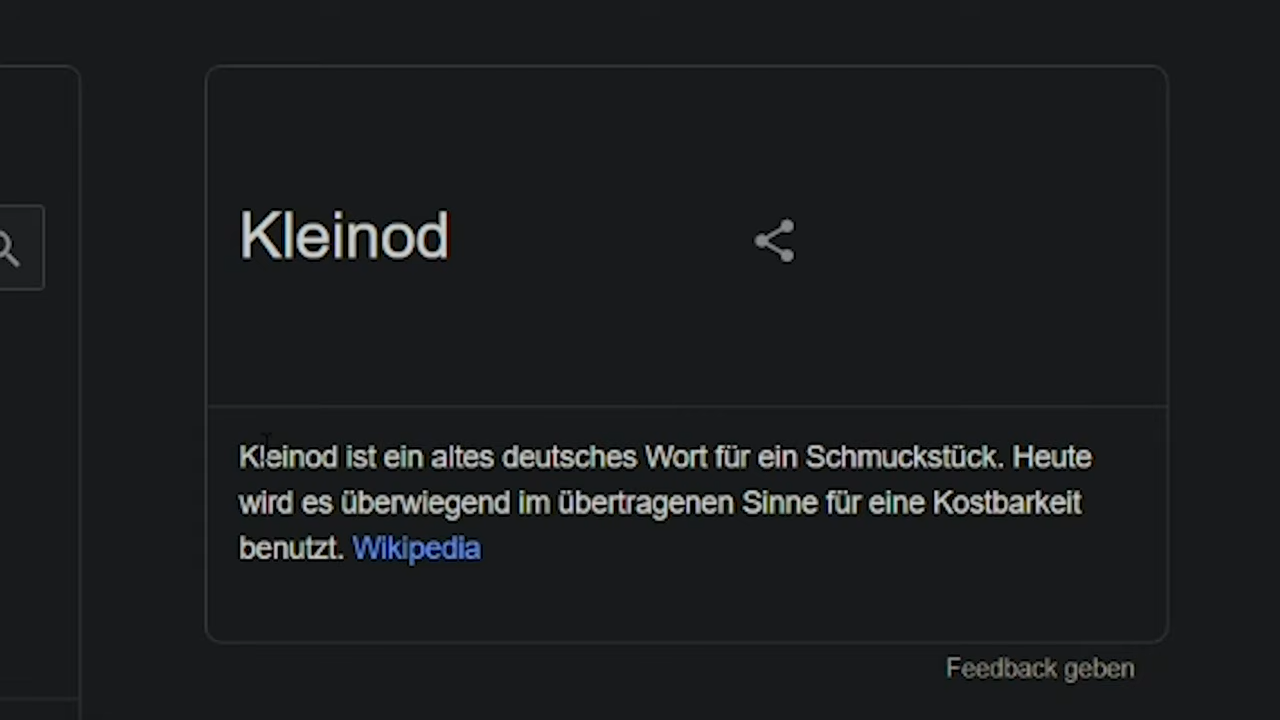 Kleinod
Kleinod ist ein altes deutsches Wort für ein Schmuckstück. Heute
wird es überwiegend im übertragenen Sinne für eine Kostbarkeit
benutzt. Wikipedia
Feedback geben